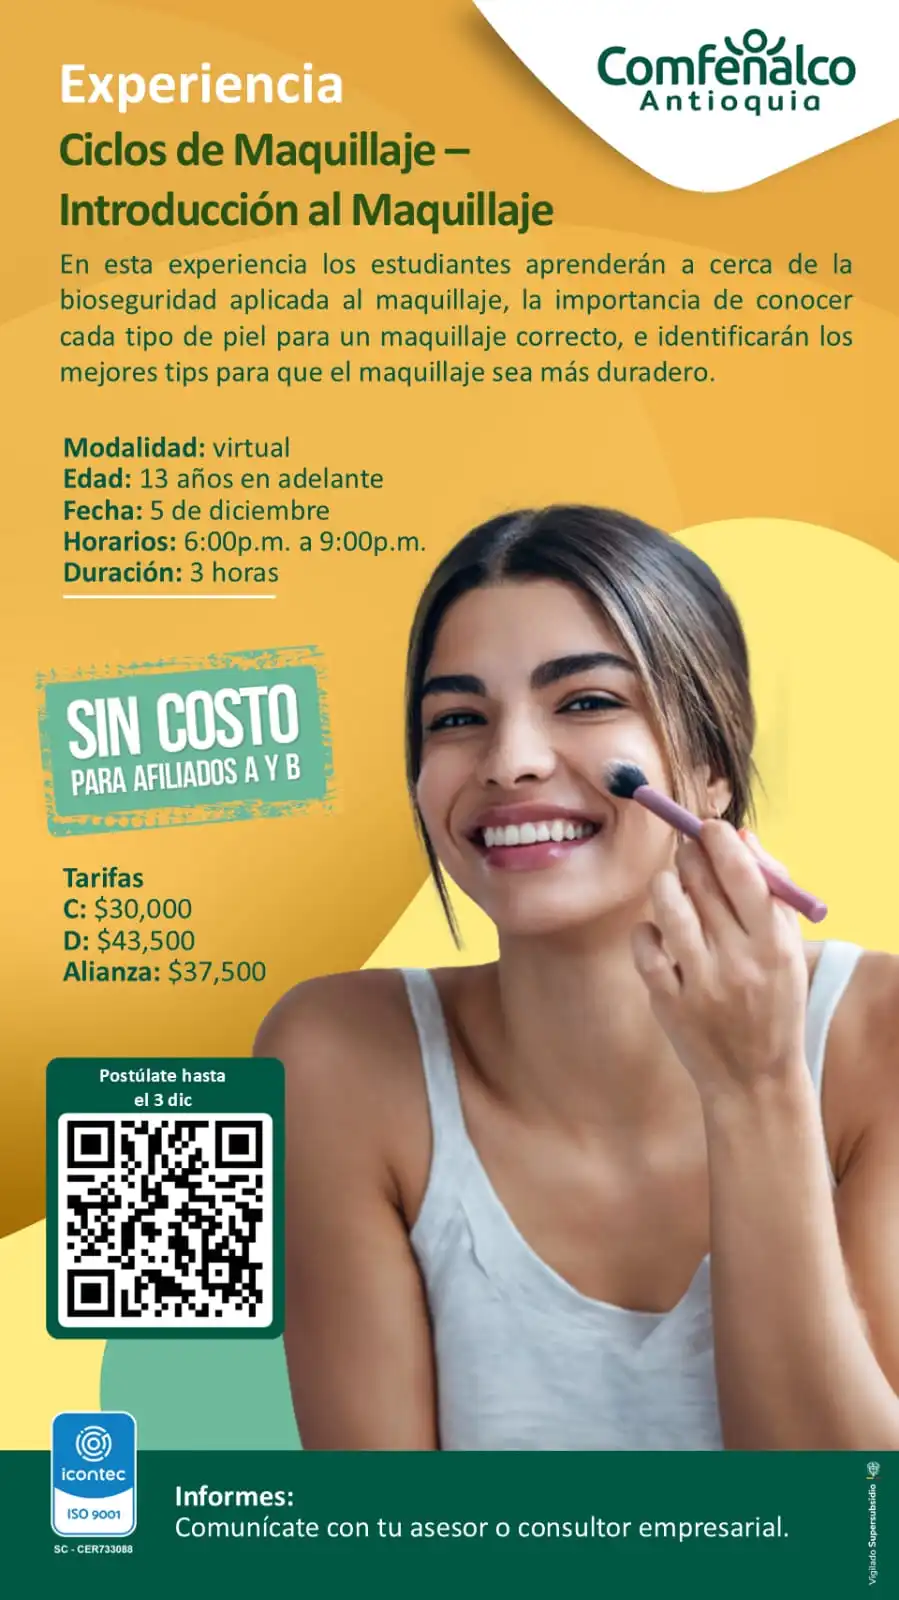 Comfenalco
Antioquia
Experiencia
Ciclos de Maquillaje –
Introducción al Maquillaje
En esta experiencia los estudiantes aprenderán a cerca de la
bioseguridad aplicada al maquillaje, la importancia de conocer
cada tipo de piel para un maquillaje correcto, e identificarán los
mejores tips para que el maquillaje sea más duradero.
Modalidad: virtual
Edad: 13 años en adelante
Fecha: 5 de diciembre
Horarios: 6:00p.m. a 9:00p.m.
Duración: 3 horas
SIN COSTO
PARA AFILIADOS A Y B
Tarifas
C: $30,000
D: $43,500
Alianza: $37,500
Postúlate hasta
el 3 dic
icontec
ISO 9001
SC - CER733088
Informes:
Comunícate con tu asesor o consultor empresarial.
Vigilado Supersubsidio